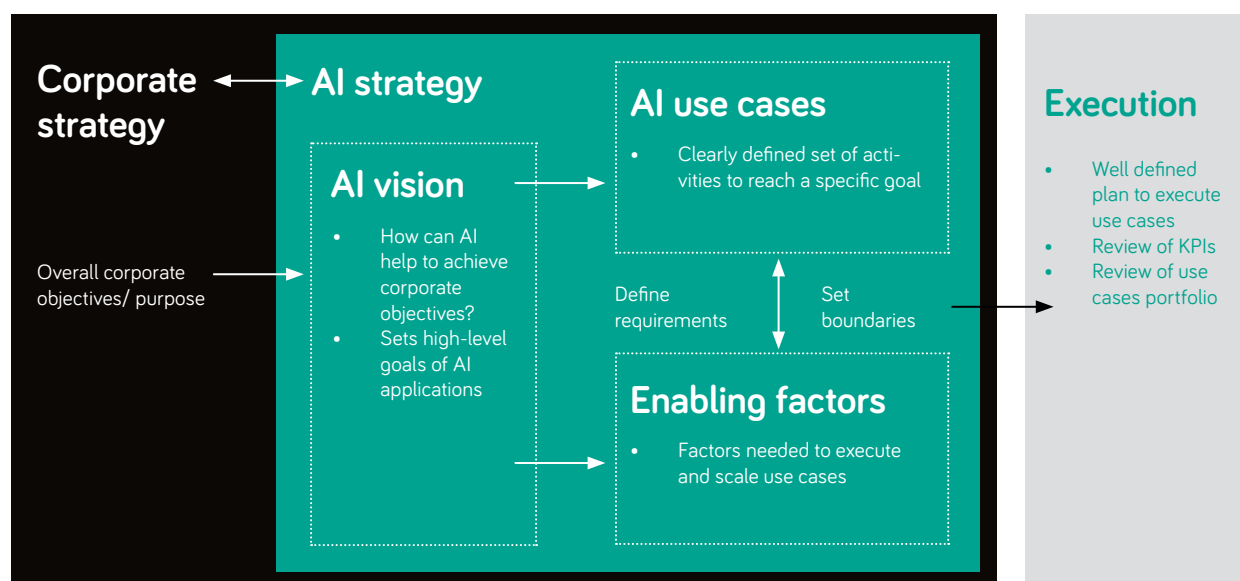 Corporate
strategy
Overall corporate
objectives/ purpose
AI strategy
AI vision
• How can AI
help to achieve
corporate
objectives?
• Sets high-level
goals of AI
applications
AI use cases
• Clearly defined set of acti-
vities to reach a specific goal
Define
requirements
Set
boundaries
Enabling factors
• Factors needed to execute
and scale use cases
Execution
• Well defined
plan to execute
use cases
• Review of KPIs
• Review of use
cases portfolio